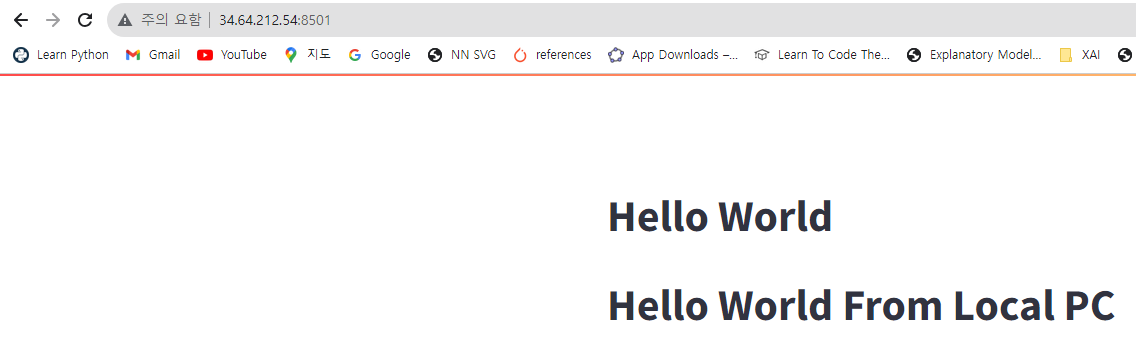 주의 요함 34.64.212.54:8501
Learn Python Gmail YouTube 지도 Google NN SVG references App Downloads –... Learn To Code The... Explanatory Model... XAI
Hello World
Hello World From Local PC